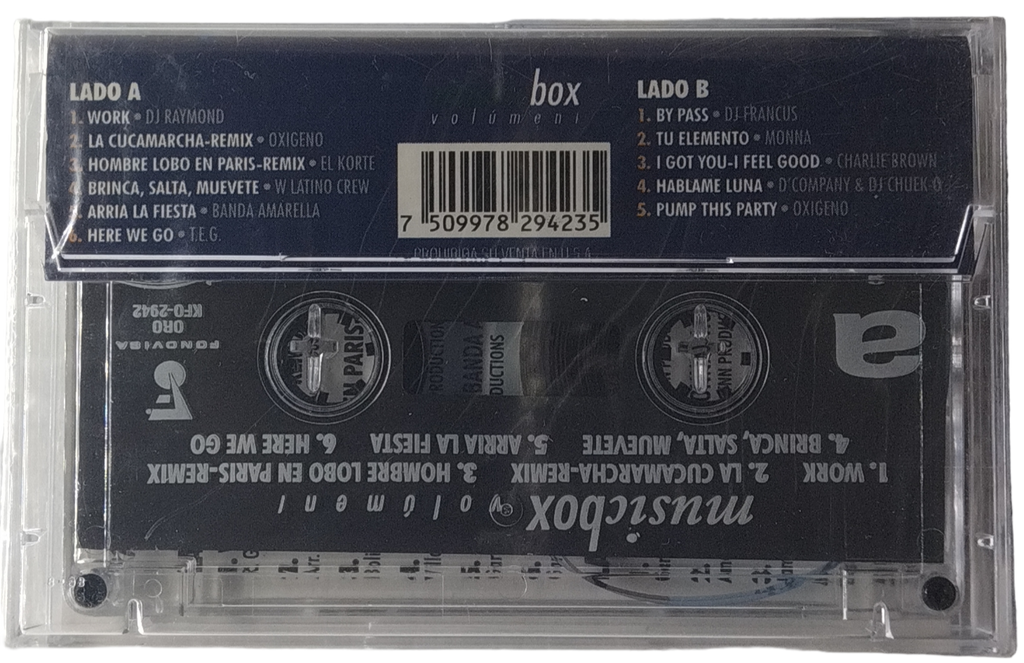 LADO A
1. WORK • DJ RAYMOND
2. LA CUCAMARCHA-REMIX • OXIGENO
3. HOMBRE LOBO EN PARIS-REMIX • EL KORTE
4. BRINCA, SALTA, MUEVETE • W LATINO CREW
5. ARRIA LA FIESTA • BANDA AMARELLA
6. HERE WE GO • T.E.G.
box
volúmen1
7 509978 294235
PROHIBIDA SU VENTA EN U.S.A.
LADO B
1. BY PASS • DJ FRANCUS
2. TU ELEMENTO • MONNA
3. I GOT YOU-I FEEL GOOD • CHARLIE BROWN
4. HABLAME LUNA • D'COMPANY & DJ CHUEK-O
5. PUMP THIS PARTY • OXIGENO
musicbox
volúmen1
1. WORK 2. LA CUCAMARCHA-REMIX 3. HOMBRE LOBO EN PARIS-REMIX
4. BRINCA, SALTA, MUEVETE 5. ARRIA LA FIESTA 6. HERE WE GO
a
FONOVISA
ORO
KFO-2942
BANDA